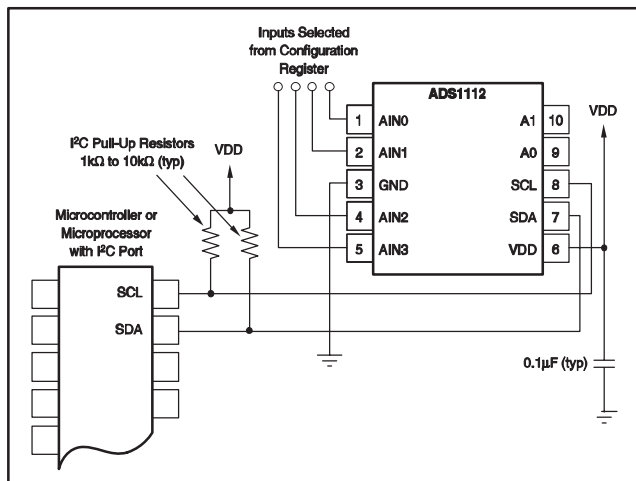 Inputs Selected
from Configuration
Register
ADS1112
VDD
I²C Pull-Up Resistors
1kΩ to 10kΩ (typ)
VDD
Microcontroller or
Microprocessor
with I²C Port
1 AIN0 A1 10
2 AIN1 A0 9
3 GND SCL 8
4 AIN2 SDA 7
5 AIN3 VDD 6
SCL
SDA
0.1µF (typ)